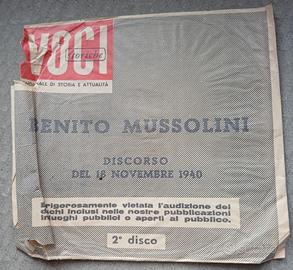 VOCI
storiche
NALE DI STORIA E ATTUALITÀ
BENITO MUSSOLINI
DISCORSO
DEL 18 NOVEMBRE 1940
Rigorosamente vietata l'audizione dei
dischi inclusi nelle nostre pubblicazioni
in luoghi pubblici o aperti al pubblico.
2° disco